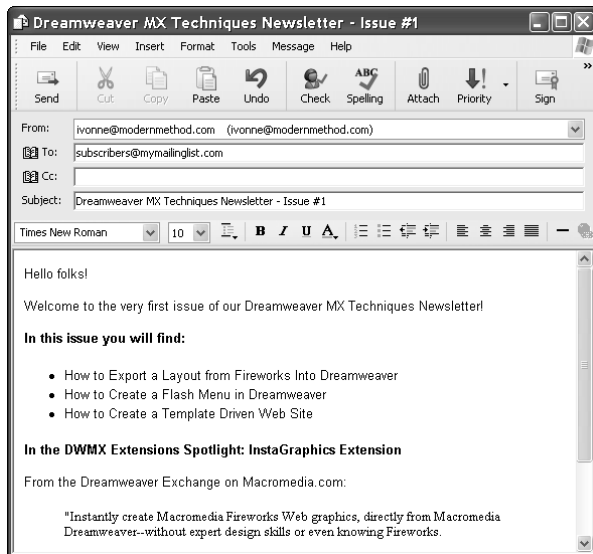 Dreamweaver MX Techniques Newsletter - Issue #1
File Edit View Insert Format Tools Message Help
Send Cut Copy Paste Undo Check ABC Spelling Attach Priority Sign »
From: ivonne@modernmethod.com (ivonne@modernmethod.com)
To: subscribers@mymailinglist.com
Cc:
Subject: Dreamweaver MX Techniques Newsletter - Issue #1
Times New Roman 10 B I U A
Hello folks!
Welcome to the very first issue of our Dreamweaver MX Techniques Newsletter!
In this issue you will find:
• How to Export a Layout from Fireworks Into Dreamweaver
• How to Create a Flash Menu in Dreamweaver
• How to Create a Template Driven Web Site
In the DWMX Extensions Spotlight: InstaGraphics Extension
From the Dreamweaver Exchange on Macromedia.com:
"Instantly create Macromedia Fireworks Web graphics, directly from Macromedia
Dreamweaver--without expert design skills or even knowing Fireworks.